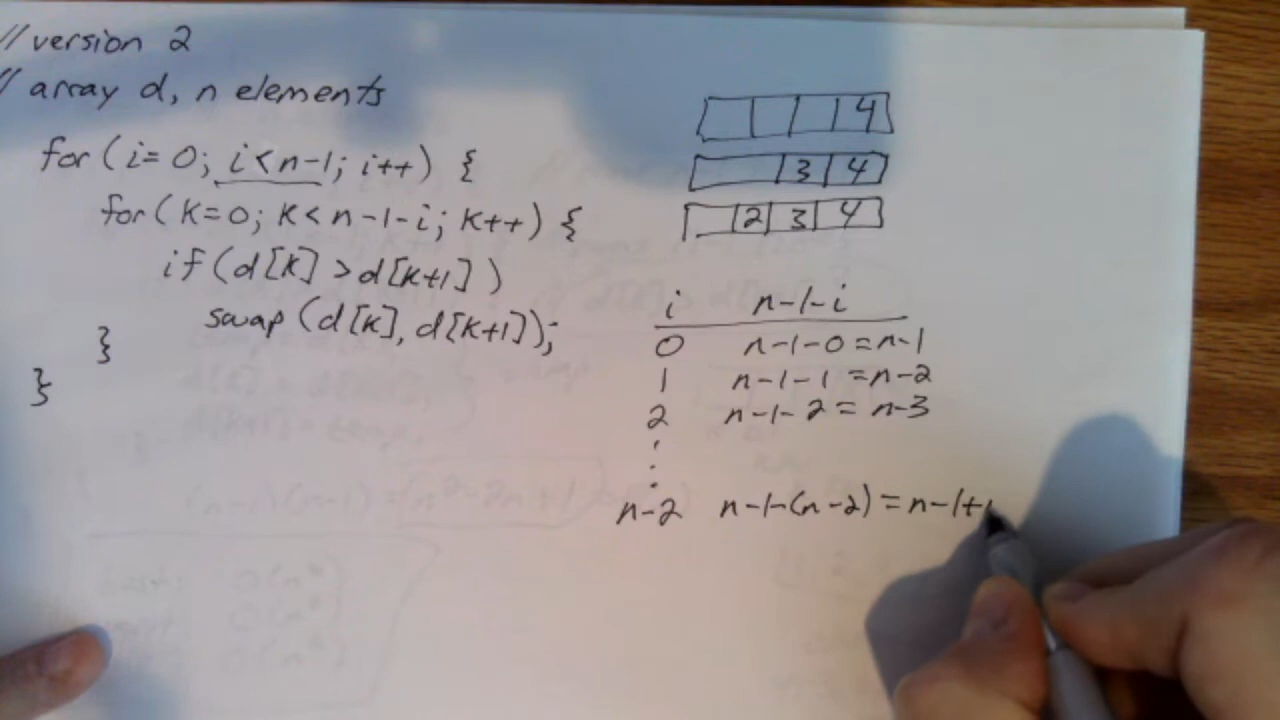 // version 2
// array d, n elements
for (i=0; i<n-1; i++) {
for (k=0; k<n-1-i; k++) {
if (d[k] > d[k+1])
swap (d[k], d[k+1]);
}
}
4
3 4
2 3 4
i n-1-i
0 n-1-0=n-1
1 n-1-1=n-2
2 n-1-2=n-3
n-2 n-1-(n-2)=n-1+